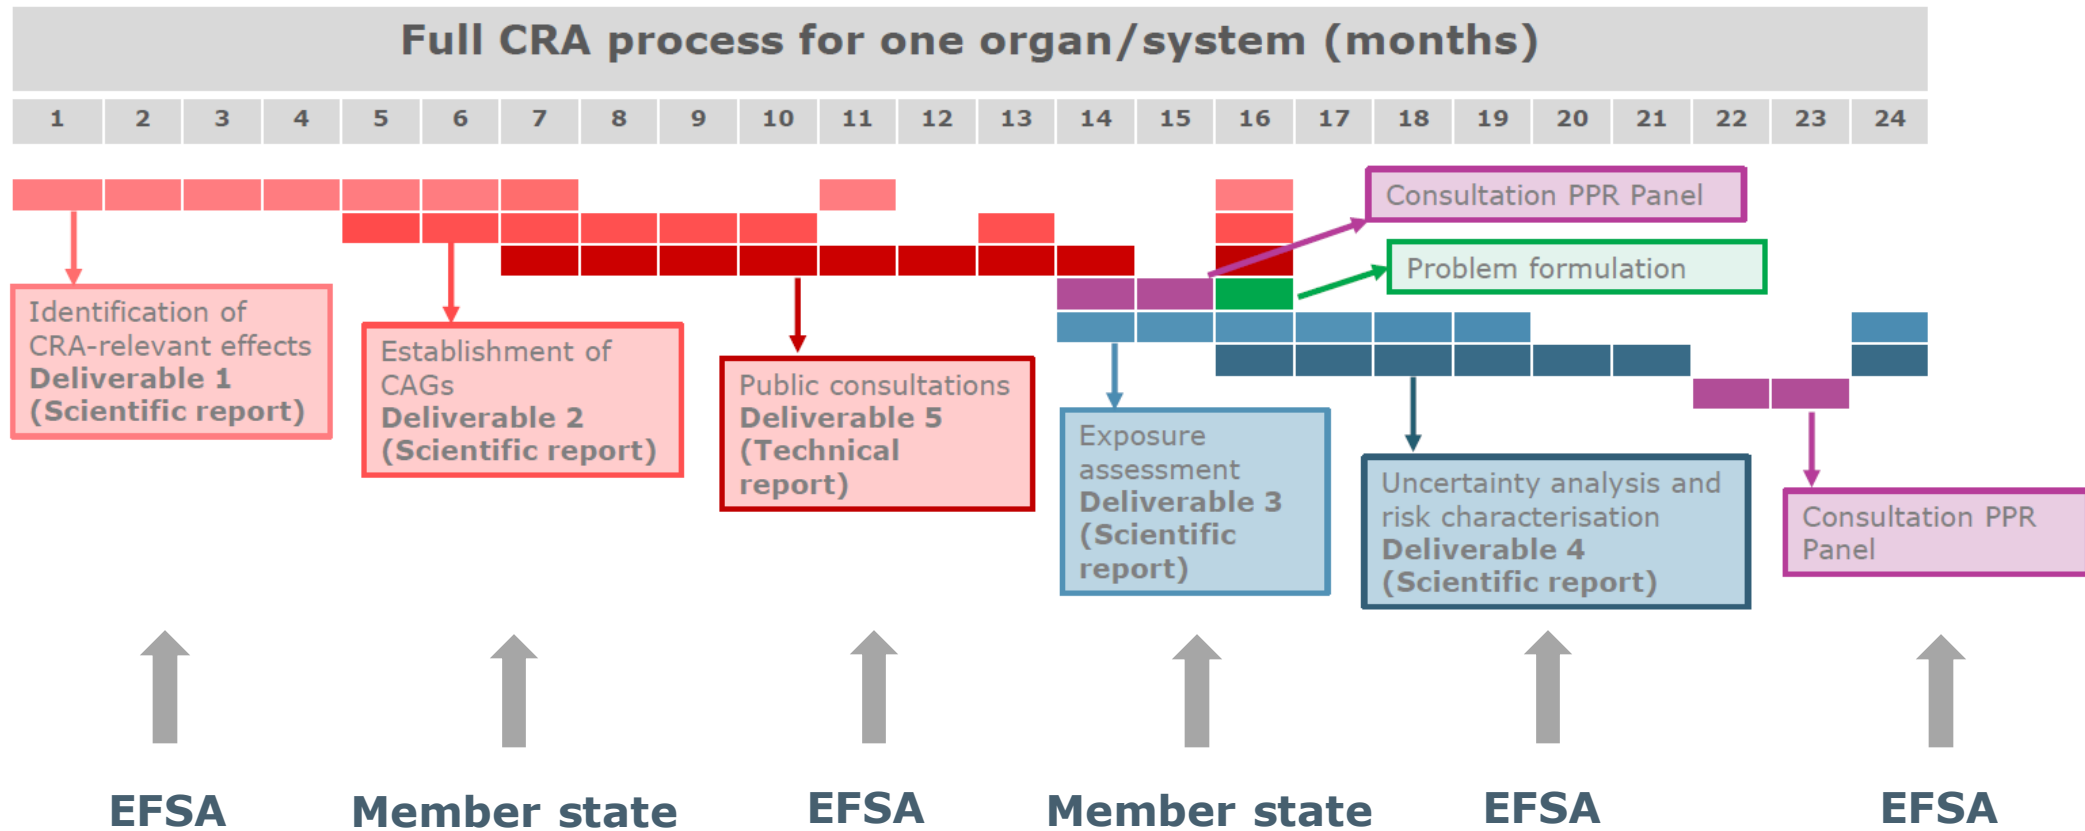 Full CRA process for one organ/system (months)
1 2 3 4 5 6 7 8 9 10 11 12 13 14 15 16 17 18 19 20 21 22 23 24
Consultation PPR Panel
Problem formulation
Identification of
CRA-relevant effects
Deliverable 1
(Scientific report)
Establishment of
CAGs
Deliverable 2
(Scientific report)
Public consultations
Deliverable 5
(Technical
report)
Exposure
assessment
Deliverable 3
(Scientific
report)
Uncertainty analysis and
risk characterisation
Deliverable 4
(Scientific report)
Consultation PPR
Panel
EFSA
Member state
EFSA
Member state
EFSA
EFSA